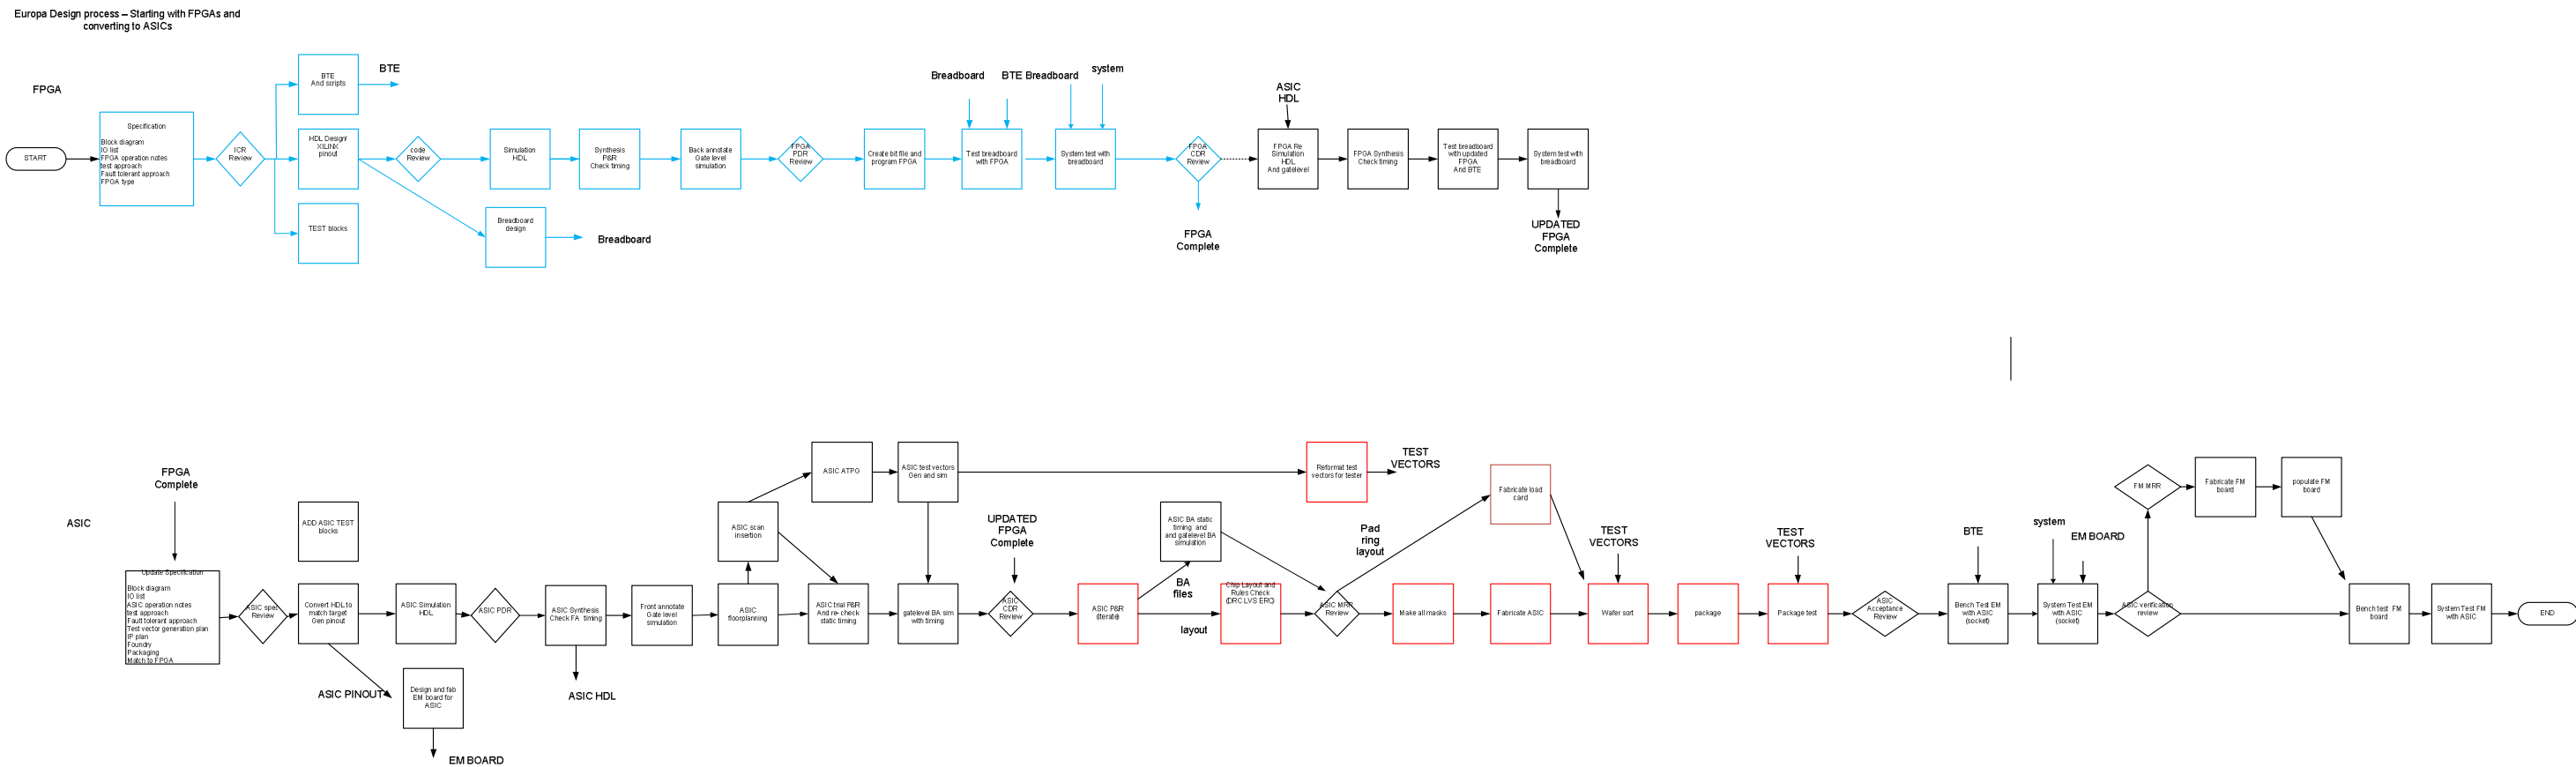 Europa Design process – Starting with FPGAs and
converting to ASICs
FPGA
START
Specification
Block diagram
IO list
FPGA operation notes
test approach
Fault tolerant approach
FPGA type
ICR
Review
BTE
And scripts
BTE
HDL Design/
XILINX
pinout
TEST blocks
code
Review
Simulation
HDL
Breadboard
design
Breadboard
Synthesis
P&R
Check timing
Back annotate
Gate level
simulation
FPGA
PDR
Review
Create bit file and
program FPGA
Breadboard
BTE
Test breadboard
with FPGA
Breadboard
system
System test with
breadboard
FPGA
CDR
Review
FPGA
Complete
ASIC
HDL
FPGA Re
Simulation
HDL
And gatelevel
FPGA Synthesis
Check timing
Test breadboard
with updated
FPGA
And BTE
System test with
breadboard
UPDATED
FPGA
Complete
ASIC
FPGA
Complete
Update Specification
Block diagram
IO list
ASIC operation notes
test approach
Fault tolerant approach
Test vector generation plan
IP plan
Foundry
Packaging
Match to FPGA
ASIC spec
Review
ADD ASIC TEST
blocks
Convert HDL to
match target
Gen pinout
ASIC PINOUT
Design and fab
EM board for
ASIC
EM BOARD
ASIC Simulation
HDL
ASIC PDR
ASIC Synthesis
Check FA timing
ASIC HDL
Front annotate
Gate level
simulation
ASIC
floorplanning
ASIC scan
insertion
ASIC ATPG
ASIC test vectors
Gen and sim
ASIC trial P&R
And re- check
static timing
gatelevel BA sim
with timing
UPDATED
FPGA
Complete
ASIC
CDR
Review
ASIC P&R
(iterate)
BA
files
layout
ASIC BA static
timing and
and gatelevel BA
simulation
Chip Layout and
Rules Check
(DRC LVS ERC)
Reformat test
vectors for tester
TEST
VECTORS
ASIC MRR
Review
Pad
ring
layout
Fabricate load
card
Make all masks
Fabricate ASIC
TEST
VECTORS
Wafer sort
package
TEST
VECTORS
Package test
ASIC
Acceptance
Review
BTE
Bench Test EM
with ASIC
(socket)
system
EM BOARD
System Test EM
with ASIC
(socket)
ASIC verification
review
FM MRR
Fabricate FM
board
populate FM
board
Bench test FM
board
System Test FM
with ASIC
END